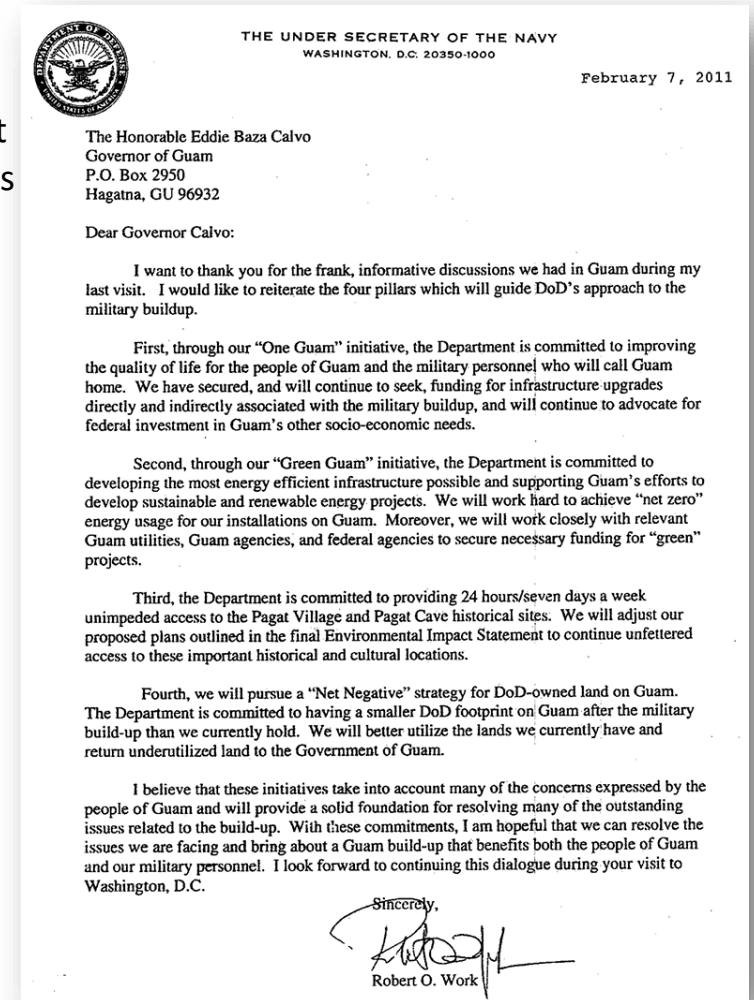 THE UNDER SECRETARY OF THE NAVY
WASHINGTON, D.C. 20350-1000
February 7, 2011
DEPARTMENT OF DEFENSE
UNITED STATES OF AMERICA
t
s
The Honorable Eddie Baza Calvo
Governor of Guam
P.O. Box 2950
Hagatna, GU 96932
Dear Governor Calvo:
I want to thank you for the frank, informative discussions we had in Guam during my
last visit. I would like to reiterate the four pillars which will guide DoD's approach to the
military buildup.
First, through our “One Guam” initiative, the Department is committed to improving
the quality of life for the people of Guam and the military personnel who will call Guam
home. We have secured, and will continue to seek, funding for infrastructure upgrades
directly and indirectly associated with the military buildup, and will continue to advocate for
federal investment in Guam's other socio-economic needs.
Second, through our “Green Guam” initiative, the Department is committed to
developing the most energy efficient infrastructure possible and supporting Guam's efforts to
develop sustainable and renewable energy projects. We will work hard to achieve “net zero”
energy usage for our installations on Guam. Moreover, we will work closely with relevant
Guam utilities, Guam agencies, and federal agencies to secure necessary funding for “green”
projects.
Third, the Department is committed to providing 24 hours/seven days a week
unimpeded access to the Pagat Village and Pagat Cave historical sites. We will adjust our
proposed plans outlined in the final Environmental Impact Statement to continue unfettered
access to these important historical and cultural locations.
Fourth, we will pursue a “Net Negative” strategy for DoD-owned land on Guam.
The Department is committed to having a smaller DoD footprint on Guam after the military
build-up than we currently hold. We will better utilize the lands we currently have and
return underutilized land to the Government of Guam.
I believe that these initiatives take into account many of the concerns expressed by the
people of Guam and will provide a solid foundation for resolving many of the outstanding
issues related to the build-up. With these commitments, I am hopeful that we can resolve the
issues we are facing and bring about a Guam build-up that benefits both the people of Guam
and our military personnel. I look forward to continuing this dialogue during your visit to
Washington, D.C.
Sincerely,
Robert O. Work